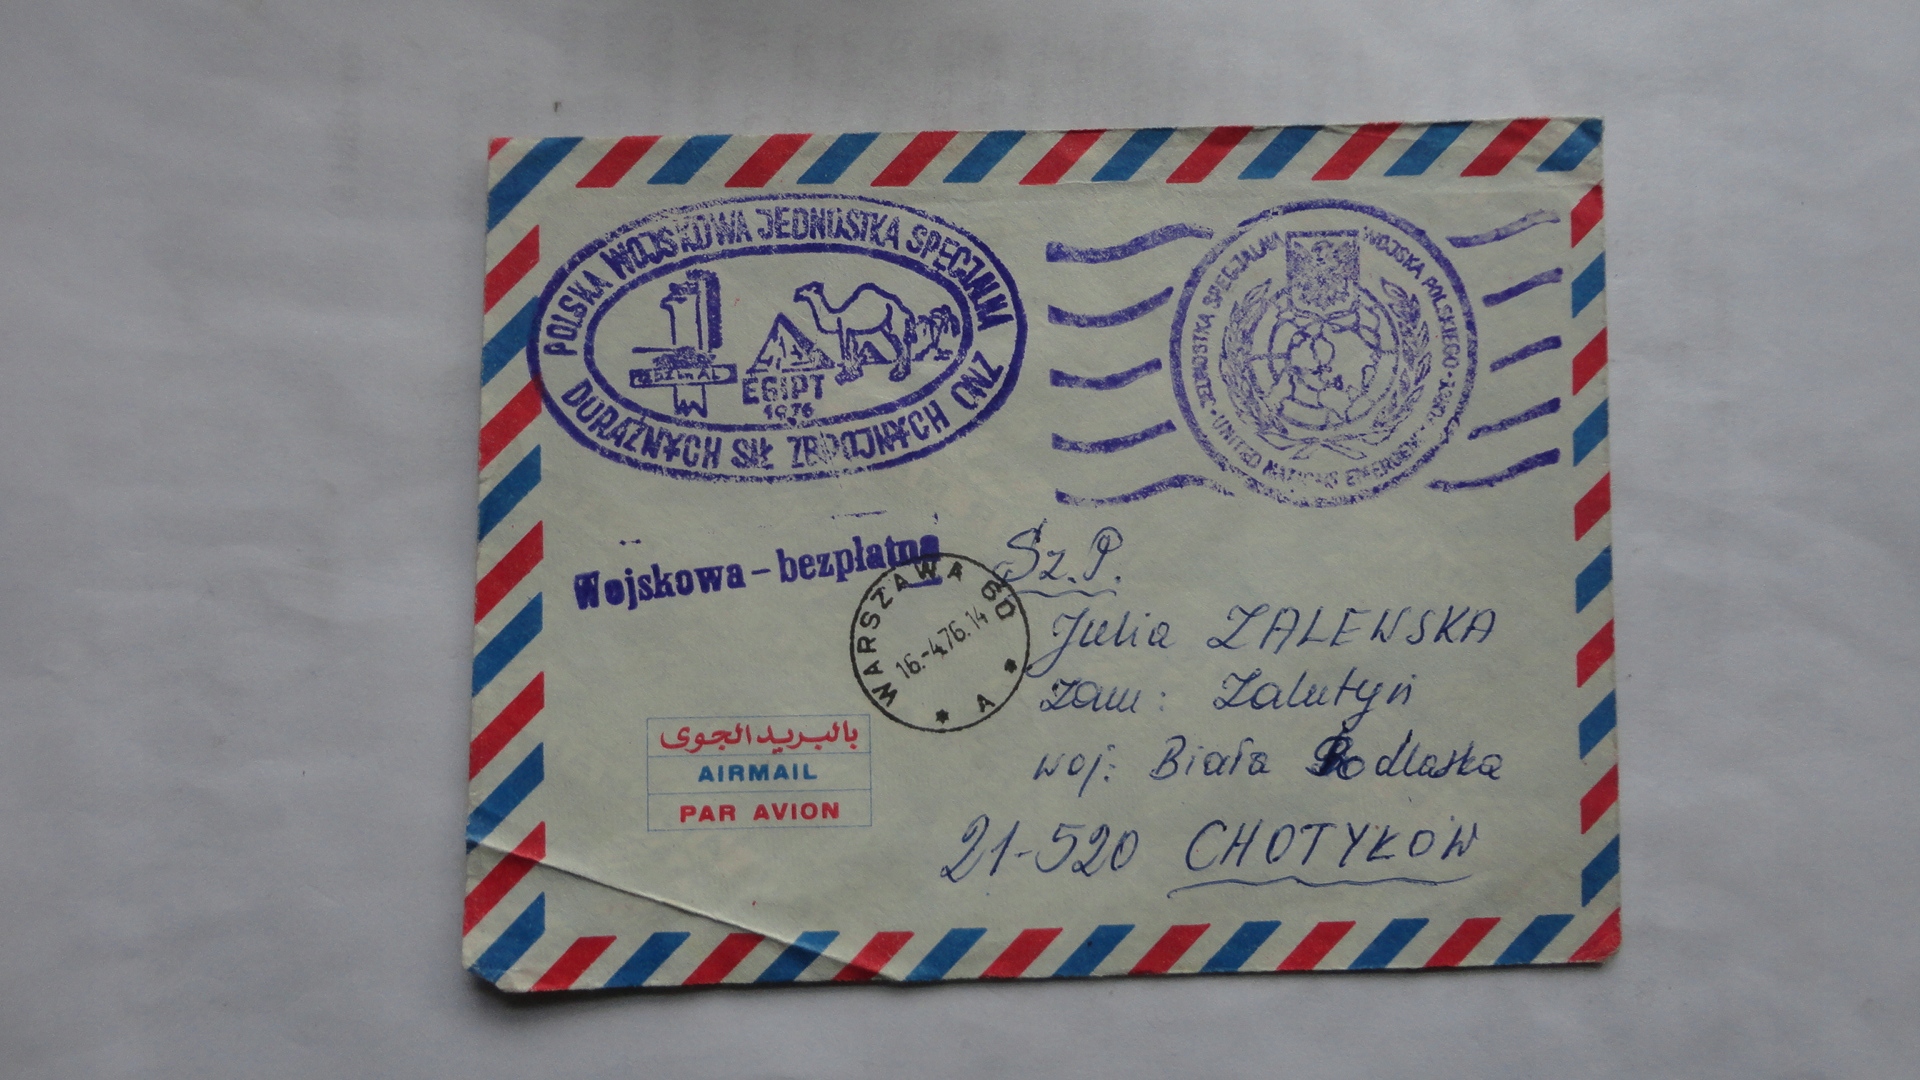 POLSKA WOJSKOWA JEDNOSTKA SPECJALNA
DORAŹNYCH SIŁ ZBROJNYCH ONZ
EGIPT
1976
JEDNOSTKA SPECJALNA WOJSKA POLSKIEGO
UNITED NATIONS EMERGENCY
Wojskowa – bezpłatna
WARSZAWA
16.-4.76.14
A
Sz. P.
Julia ZALEWSKA
zam: Zalutyń
woj: Biała Podlaska
21-520 CHOTYŁÓW
بالبريد الجوى
AIRMAIL
PAR AVION